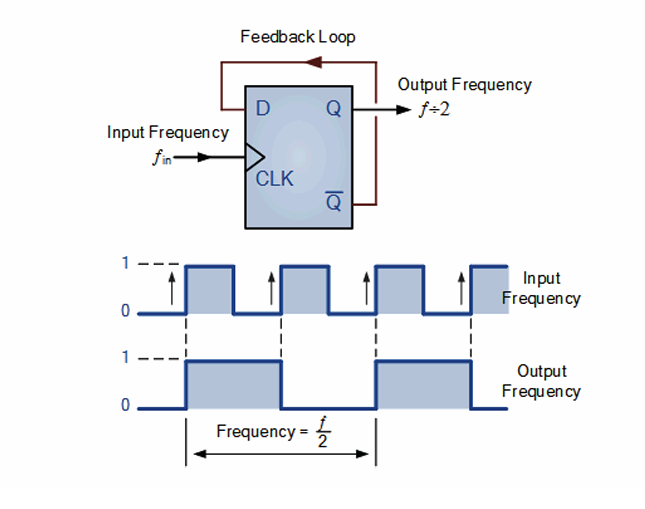 Feedback Loop
Output Frequency
D
Q
f÷2
Input Frequency
fin
CLK
Q̅
1
Input
Frequency
0
1
Output
Frequency
0
Frequency = f/2